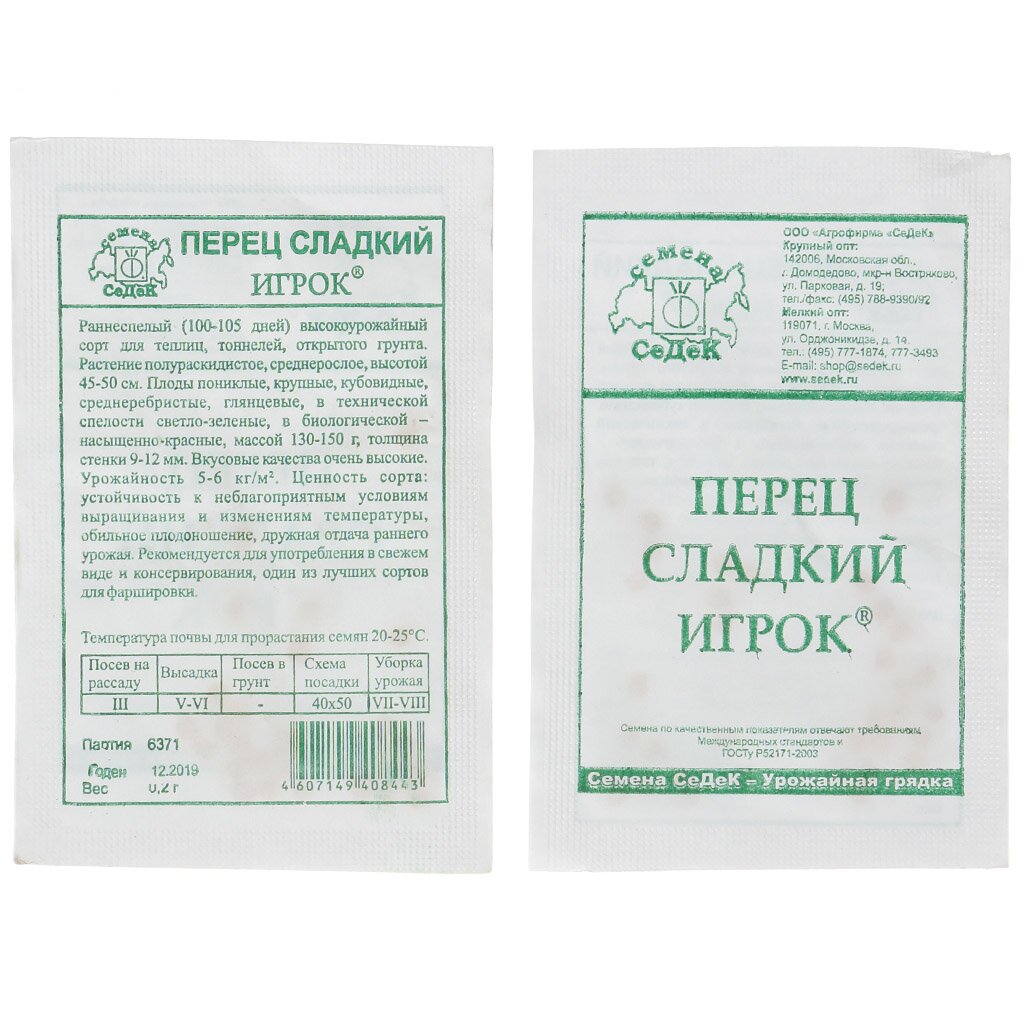 семена
СеДеК
ПЕРЕЦ СЛАДКИЙ
ИГРОК®
Раннеспелый (100-105 дней) высокоурожайный
сорт для теплиц, тоннелей, открытого грунта.
Растение полураскидистое, среднерослое, высотой
45-50 см. Плоды пониклые, крупные, кубовидные,
среднеребристые, глянцевые, в технической
спелости светло-зеленые, в биологической –
насыщенно-красные, массой 130-150 г, толщина
стенки 9-12 мм. Вкусовые качества очень высокие.
Урожайность 5-6 кг/м². Ценность сорта:
устойчивость к неблагоприятным условиям
выращивания и изменениям температуры,
обильное плодоношение, дружная отдача раннего
урожая. Рекомендуется для употребления в свежем
виде и консервирования, один из лучших сортов
для фаршировки.
Температура почвы для прорастания семян 20-25°С.
Посев на рассаду Высадка Посев в грунт Схема посадки Уборка урожая
III V-VI - 40х50 VII-VIII
Партия 6371
Годен 12.2019
Вес 0,2 г
4 607149 408443
семена
СеДеК
ООО «Агрофирма «СеДеК»
Крупный опт:
142006, Московская обл.,
г. Домодедово, мкр-н Востряково,
ул. Парковая, д. 19;
тел./факс: (495) 788-9390/92
Мелкий опт:
119071, г. Москва,
ул. Орджоникидзе, д. 14,
тел.: (495) 777-1874, 777-3493
E-mail: shop@sedek.ru
www.sedek.ru
ПЕРЕЦ
СЛАДКИЙ
ИГРОК®
Семена по качественным показателям отвечают требованиям
Международных стандартов и
ГОСТу Р52171-2003
Семена СеДеК – Урожайная грядка